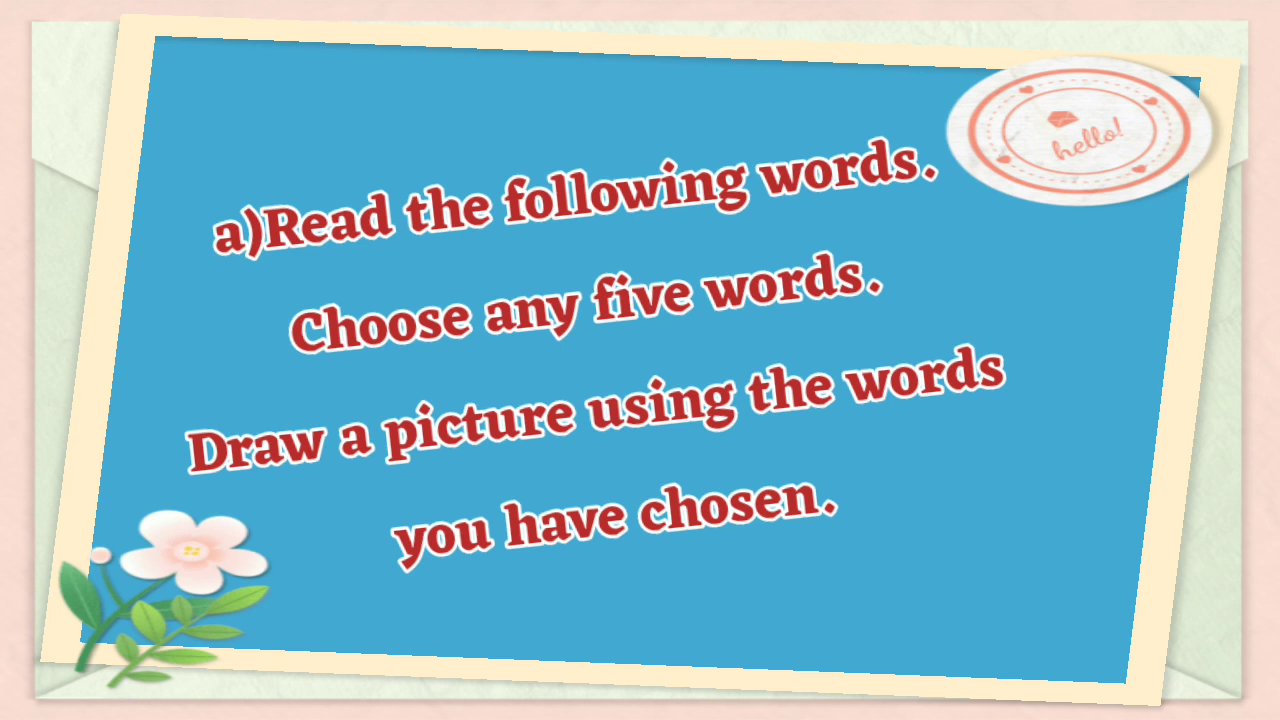 a)Read the following words.
Choose any five words.
Draw a picture using the words
you have chosen.
hello!